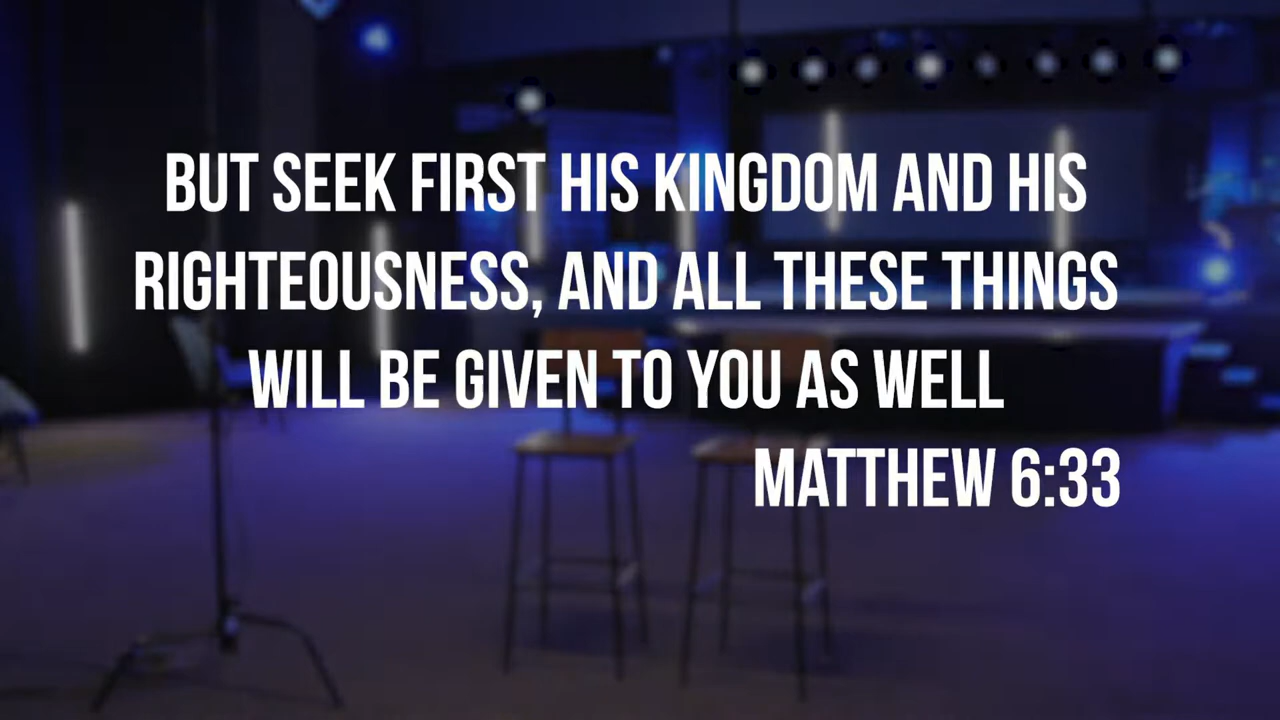 BUT SEEK FIRST HIS KINGDOM AND HIS
RIGHTEOUSNESS, AND ALL THESE THINGS
WILL BE GIVEN TO YOU AS WELL
MATTHEW 6:33